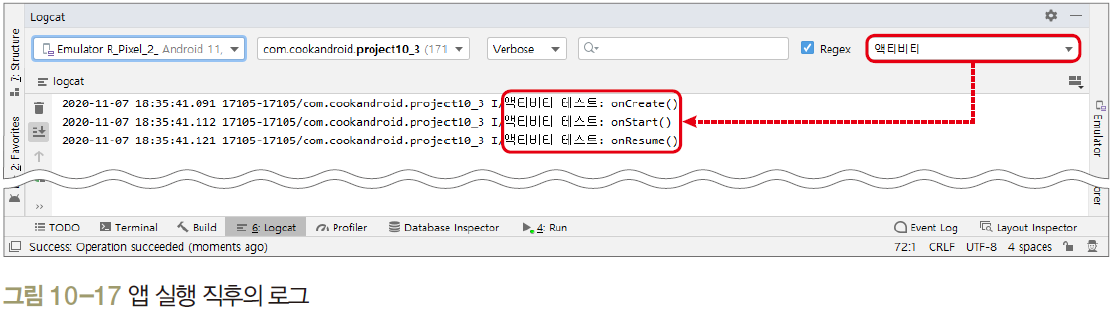 Logcat
7: Structure
Emulator R_Pixel_2_ Android 11, com.cookandroid.project10_3 (171 Verbose Regex 액티비티
logcat
2020-11-07 18:35:41.091 17105-17105/com.cookandroid.project10_3 I/액티비티 테스트: onCreate()
2020-11-07 18:35:41.112 17105-17105/com.cookandroid.project10_3 I/액티비티 테스트: onStart()
2020-11-07 18:35:41.121 17105-17105/com.cookandroid.project10_3 I/액티비티 테스트: onResume()
2: Favorites
Emulator
orer
TODO Terminal Build 6: Logcat Profiler Database Inspector 4: Run Event Log Layout Inspector
Success: Operation succeeded (moments ago) 72:1 CRLF UTF-8 4 spaces
그림 10-17 앱 실행 직후의 로그